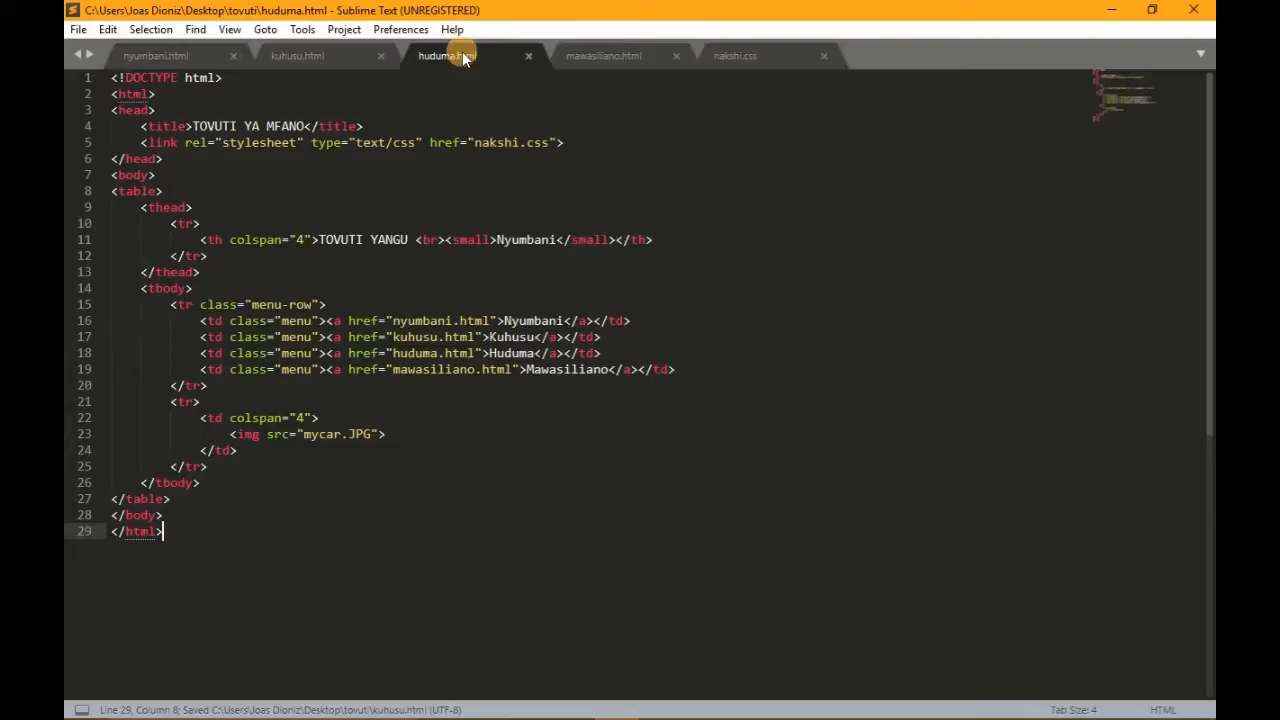 C:\Users\Joas Dioniz\Desktop\tovuti\huduma.html - Sublime Text (UNREGISTERED)
File Edit Selection Find View Goto Tools Project Preferences Help
nyumbani.html kuhusu.html huduma.html mawasiliano.html nakshi.css
1 <!DOCTYPE html>
2 <html>
3 <head>
4 <title>TOVUTI YA MFANO</title>
5 <link rel="stylesheet" type="text/css" href="nakshi.css">
6 </head>
7 <body>
8 <table>
9 <thead>
10 <tr>
11 <th colspan="4">TOVUTI YANGU <br><small>Nyumbani</small></th>
12 </tr>
13 </thead>
14 <tbody>
15 <tr class="menu-row">
16 <td class="menu"><a href="nyumbani.html">Nyumbani</a></td>
17 <td class="menu"><a href="kuhusu.html">Kuhusu</a></td>
18 <td class="menu"><a href="huduma.html">Huduma</a></td>
19 <td class="menu"><a href="mawasiliano.html">Mawasiliano</a></td>
20 </tr>
21 <tr>
22 <td colspan="4">
23 <img src="mycar.JPG">
24 </td>
25 </tr>
26 </tbody>
27 </table>
28 </body>
29 </html>
Line 29, Column 8; Saved C:\Users\Joas Dioniz\Desktop\tovuti\kuhusu.html (UTF-8) Tab Size: 4 HTML